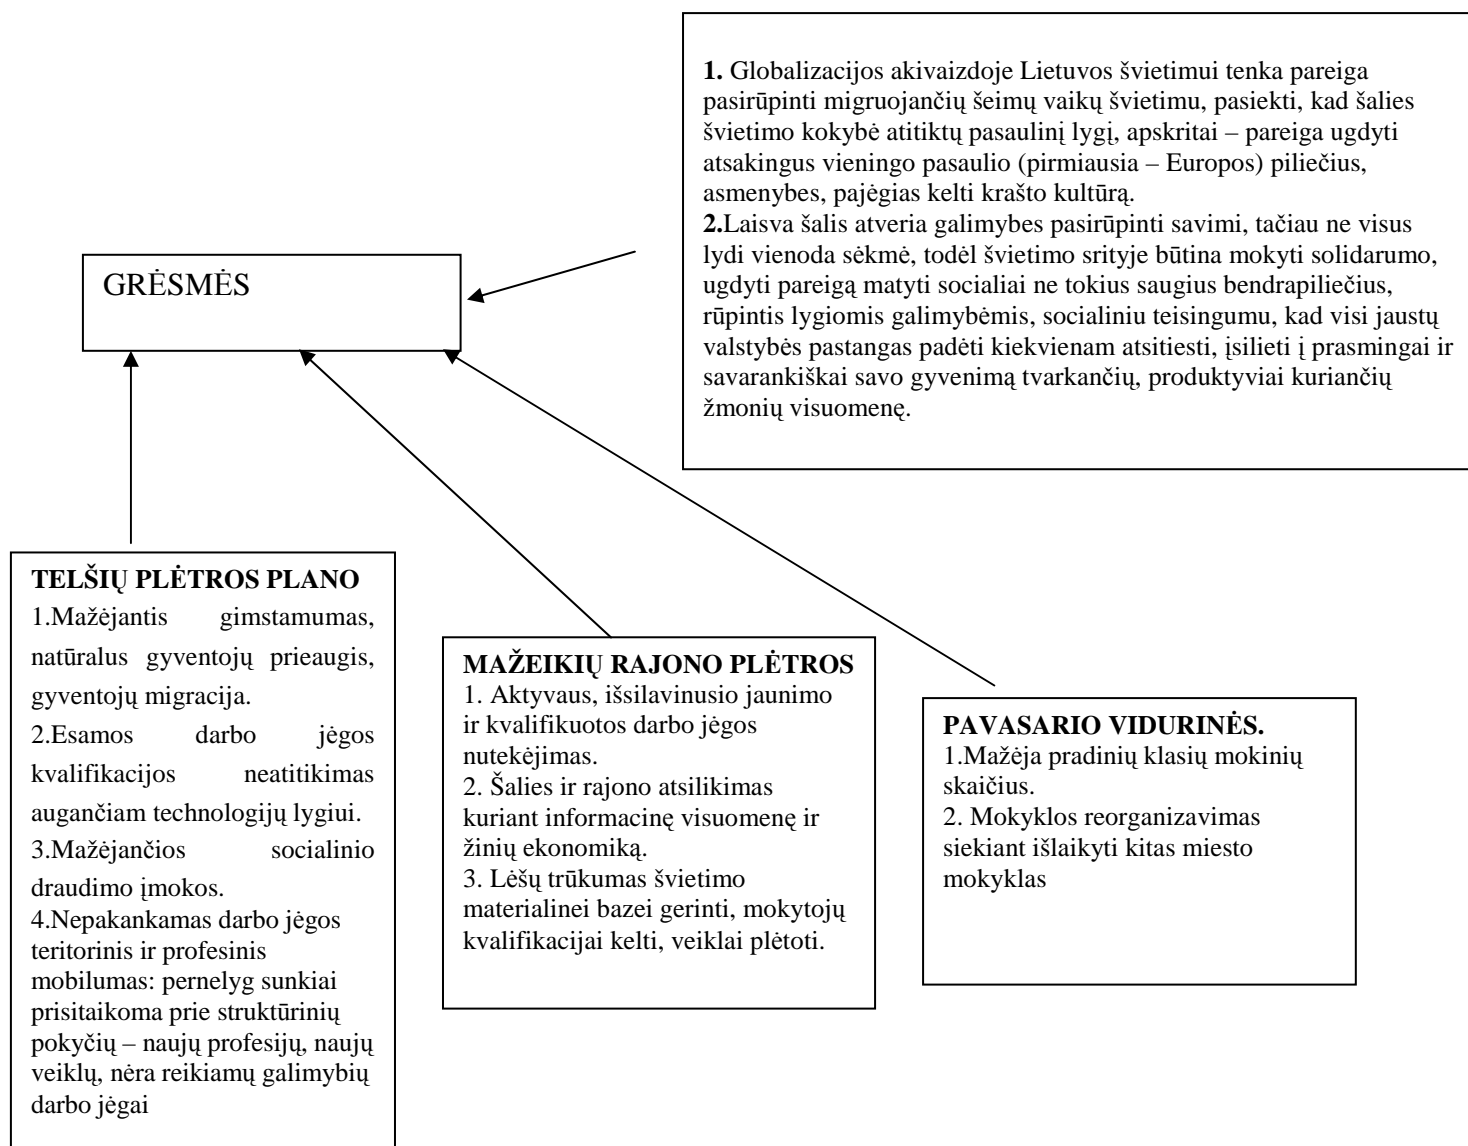 1. Globalizacijos akivaizdoje Lietuvos švietimui tenka pareiga
pasirūpinti migruojančių šeimų vaikų švietimu, pasiekti, kad šalies
švietimo kokybė atitiktų pasaulinį lygį, apskritai – pareiga ugdyti
atsakingus vieningo pasaulio (pirmiausia – Europos) piliečius,
asmenybes, pajėgias kelti krašto kultūrą.
2.Laisva šalis atveria galimybes pasirūpinti savimi, tačiau ne visus
lydi vienoda sėkmė, todėl švietimo srityje būtina mokyti solidarumo,
ugdyti pareigą matyti socialiai ne tokius saugius bendrapiliečius,
rūpintis lygiomis galimybėmis, socialiniu teisingumu, kad visi jaustų
valstybės pastangas padėti kiekvienam atsitiesti, įsilieti į prasmingai ir
savarankiškai savo gyvenimą tvarkančių, produktyviai kuriančių
žmonių visuomenę.
GRĖSMĖS
TELŠIŲ PLĖTROS PLANO
1.Mažėjantis gimstamumas,
natūralus gyventojų prieaugis,
gyventojų migracija.
2.Esamos darbo jėgos
kvalifikacijos neatitikimas
augančiam technologijų lygiui.
3.Mažėjančios socialinio
draudimo įmokos.
4.Nepakankamas darbo jėgos
teritorinis ir profesinis
mobilumas: pernelyg sunkiai
prisitaikoma prie struktūrinių
pokyčių – naujų profesijų, naujų
veiklų, nėra reikiamų galimybių
darbo jėgai
MAŽEIKIŲ RAJONO PLĖTROS
1. Aktyvaus, išsilavinusio jaunimo
ir kvalifikuotos darbo jėgos
nutekėjimas.
2. Šalies ir rajono atsilikimas
kuriant informacinę visuomenę ir
žinių ekonomiką.
3. Lėšų trūkumas švietimo
materialinei bazei gerinti, mokytojų
kvalifikacijai kelti, veiklai plėtoti.
PAVASARIO VIDURINĖS.
1.Mažėja pradinių klasių mokinių
skaičius.
2. Mokyklos reorganizavimas
siekiant išlaikyti kitas miesto
mokyklas